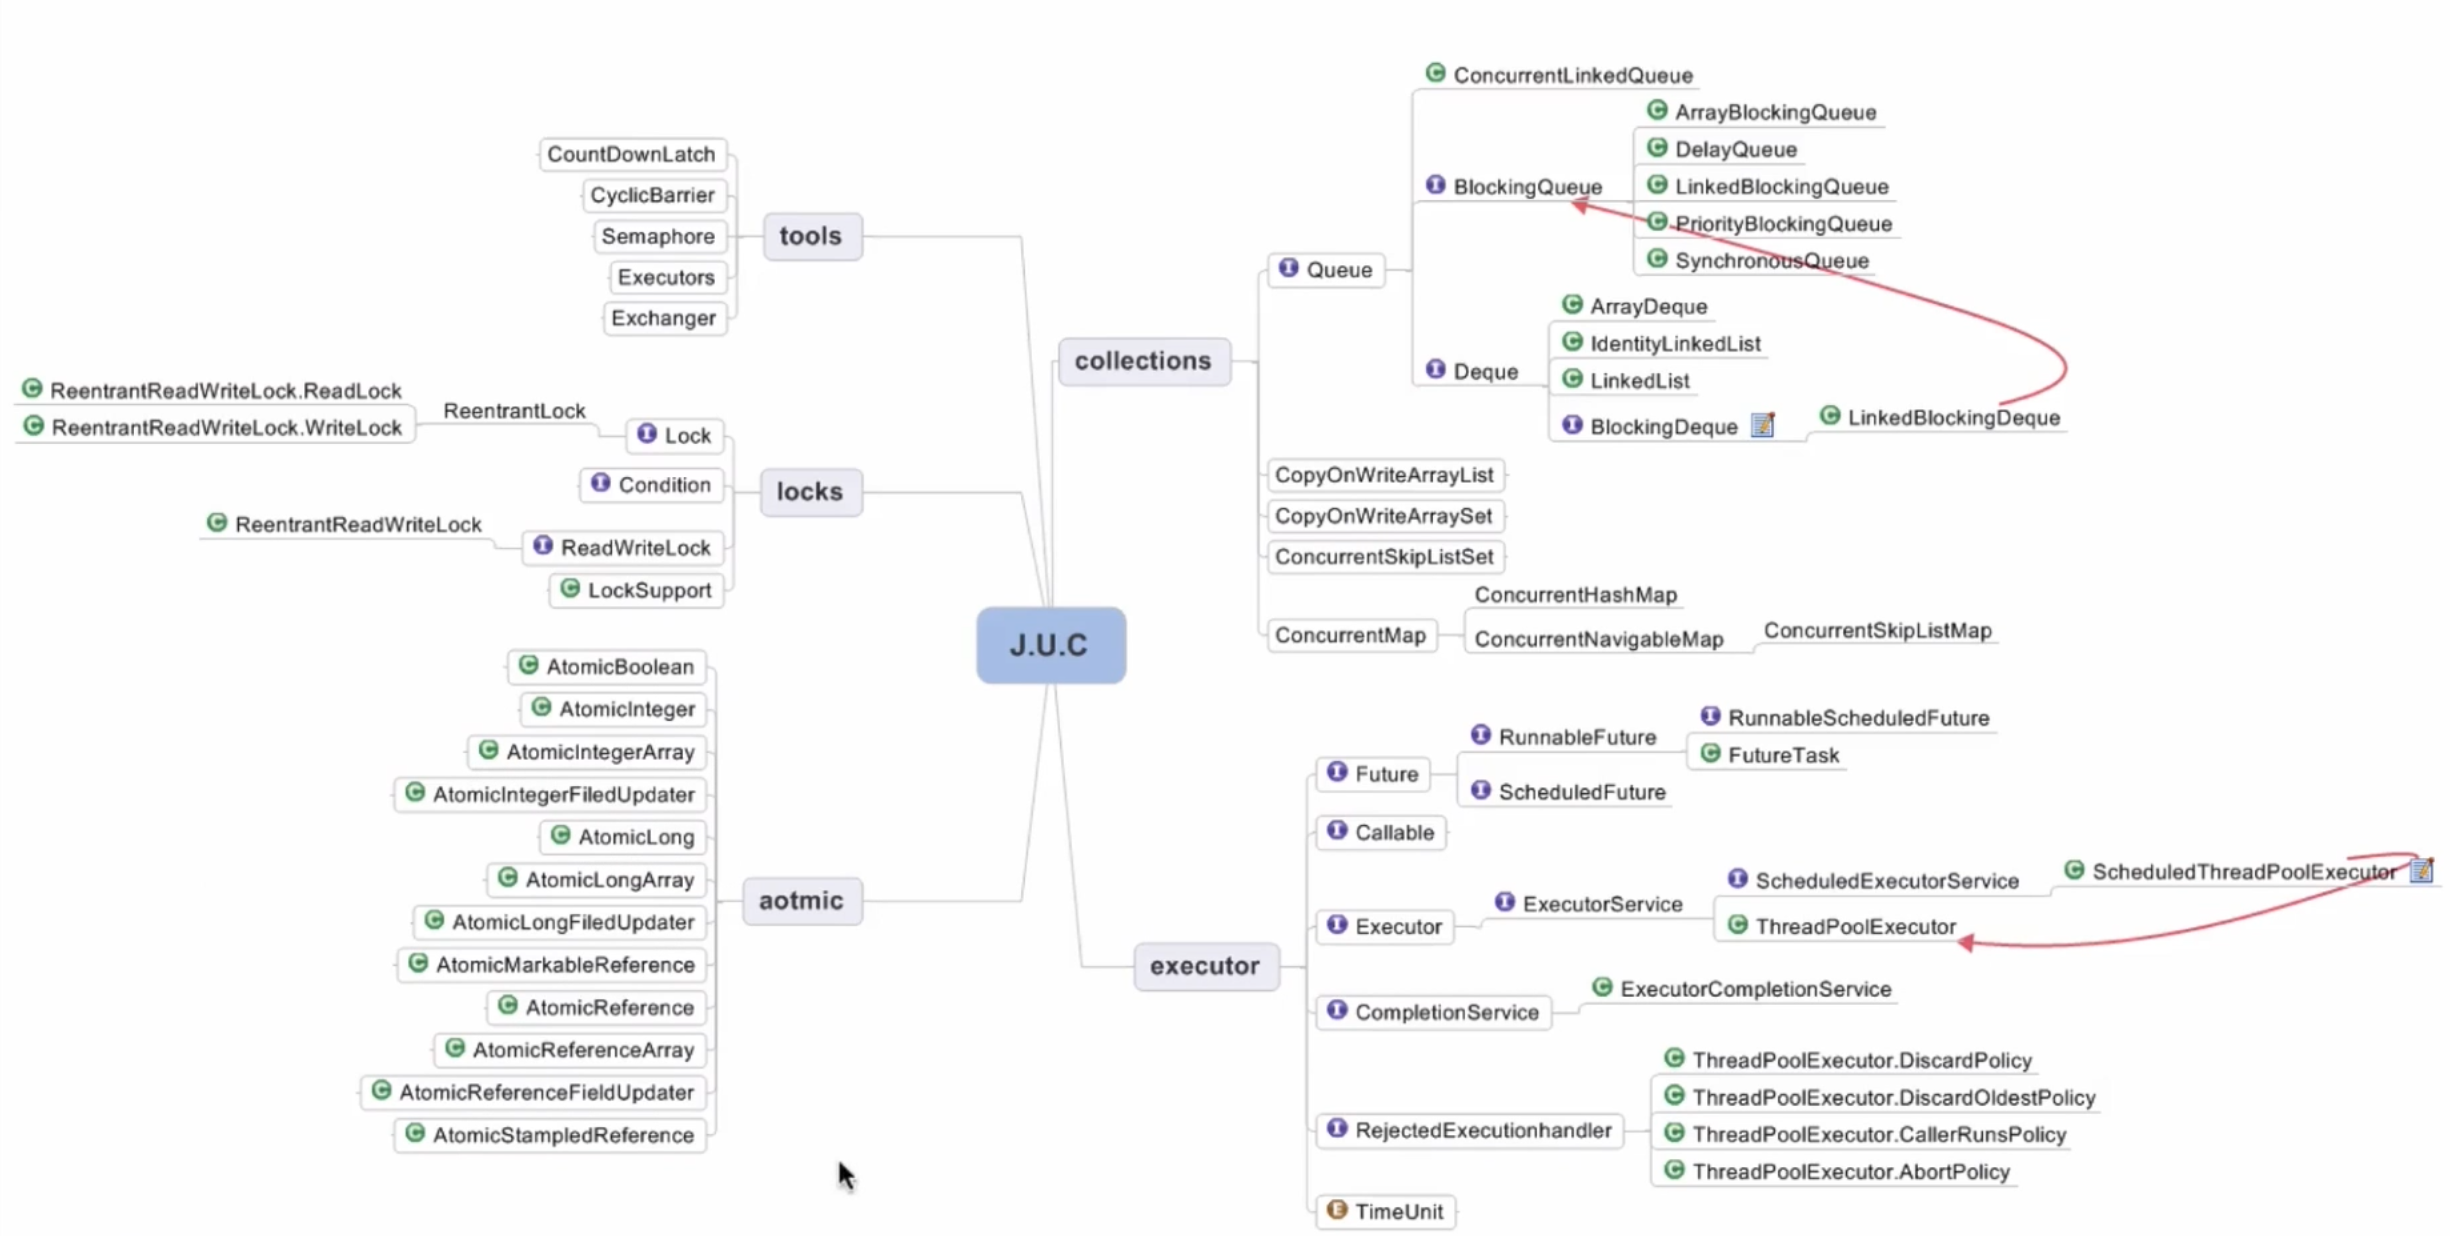 CountDownLatch
CyclicBarrier
Semaphore
Executors
Exchanger
tools
ReentrantReadWriteLock.ReadLock
ReentrantReadWriteLock.WriteLock
ReentrantLock
Lock
Condition
ReentrantReadWriteLock
ReadWriteLock
LockSupport
locks
AtomicBoolean
AtomicInteger
AtomicIntegerArray
AtomicIntegerFiledUpdater
AtomicLong
AtomicLongArray
AtomicLongFiledUpdater
AtomicMarkableReference
AtomicReference
AtomicReferenceArray
AtomicReferenceFieldUpdater
AtomicStampedReference
aotmic
J.U.C
collections
Queue
ConcurrentLinkedQueue
BlockingQueue
ArrayBlockingQueue
DelayQueue
LinkedBlockingQueue
PriorityBlockingQueue
SynchronousQueue
Deque
ArrayDeque
IdentityLinkedList
LinkedList
BlockingDeque
LinkedBlockingDeque
CopyOnWriteArrayList
CopyOnWriteArraySet
ConcurrentSkipListSet
ConcurrentMap
ConcurrentHashMap
ConcurrentNavigableMap
ConcurrentSkipListMap
executor
Future
RunnableFuture
RunnableScheduledFuture
FutureTask
ScheduledFuture
Callable
Executor
ExecutorService
ScheduledExecutorService
ScheduledThreadPoolExecutor
ThreadPoolExecutor
CompletionService
ExecutorCompletionService
RejectedExecutionhandler
ThreadPoolExecutor.DiscardPolicy
ThreadPoolExecutor.DiscardOldestPolicy
ThreadPoolExecutor.CallerRunsPolicy
ThreadPoolExecutor.AbortPolicy
TimeUnit